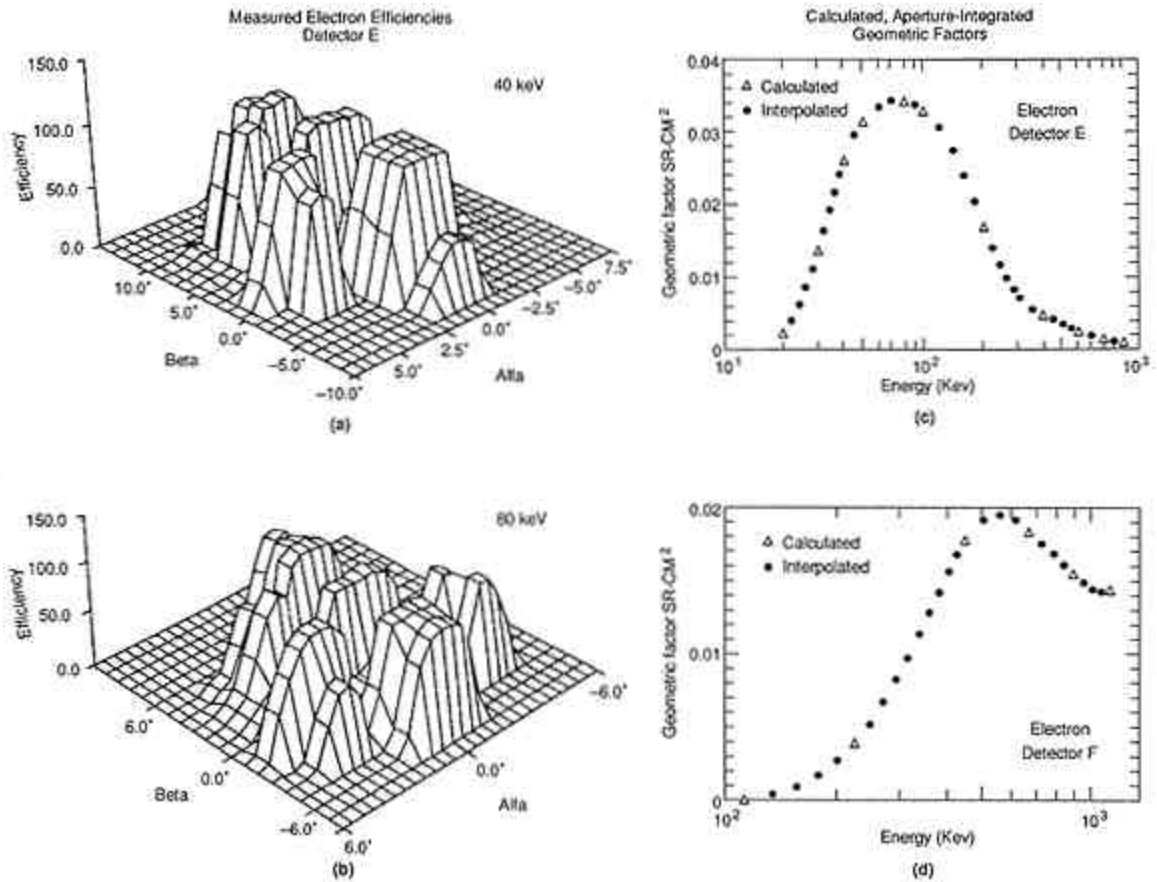 Measured Electron Efficiencies
Detector E
150.0
100.0
50.0
0.0
Efficiency
40 keV
10.0°
5.0°
0.0°
-5.0°
-10.0°
Beta
7.5°
-5.0°
-2.5°
0.0°
2.5°
5.0°
Alfa
(a)
Calculated, Aperture-Integrated
Geometric Factors
0.04
0.03
0.02
0.01
0
Geometric factor SR·CM²
△ Calculated
● Interpolated
Electron
Detector E
10¹
10²
10³
Energy (Kev)
(c)
150.0
100.0
50.0
0.0
Efficiency
80 keV
6.0°
0.0°
-6.0°
Beta
-6.0°
0.0°
6.0°
Alfa
(b)
0.02
0.01
0
Geometric factor SR·CM²
△ Calculated
● Interpolated
Electron
Detector F
10²
10³
Energy (Kev)
(d)